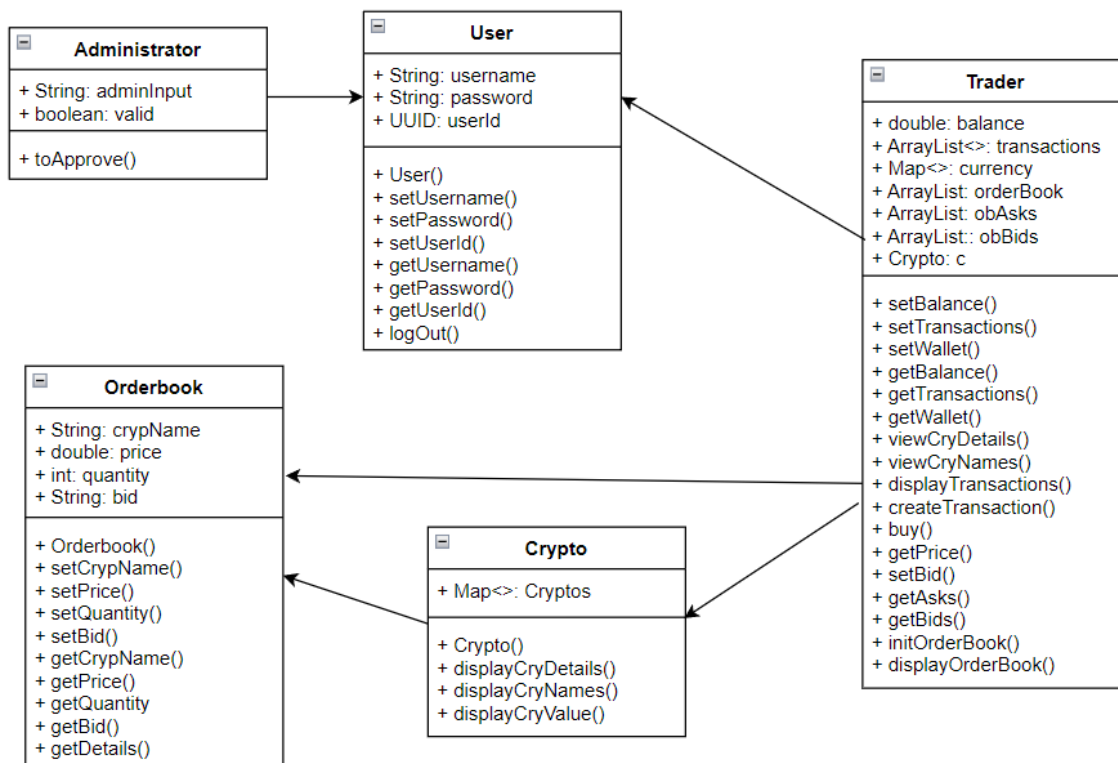 Administrator
+ String: adminInput
+ boolean: valid
+ toApprove()
User
+ String: username
+ String: password
+ UUID: userId
+ User()
+ setUsername()
+ setPassword()
+ setUserId()
+ getUsername()
+ getPassword()
+ getUserId()
+ logOut()
Trader
+ double: balance
+ ArrayList<>: transactions
+ Map<>: currency
+ ArrayList: orderBook
+ ArrayList: obAsks
+ ArrayList:: obBids
+ Crypto: c
+ setBalance()
+ setTransactions()
+ setWallet()
+ getBalance()
+ getTransactions()
+ getWallet()
+ viewCryDetails()
+ viewCryNames()
+ displayTransactions()
+ createTransaction()
+ buy()
+ getPrice()
+ setBid()
+ getAsks()
+ getBids()
+ initOrderBook()
+ displayOrderBook()
Orderbook
+ String: crypName
+ double: price
+ int: quantity
+ String: bid
+ Orderbook()
+ setCrypName()
+ setPrice()
+ setQuantity()
+ setBid()
+ getCrypName()
+ getPrice()
+ getQuantity
+ getBid()
+ getDetails()
Crypto
+ Map<>: Cryptos
+ Crypto()
+ displayCryDetails()
+ displayCryNames()
+ displayCryValue()